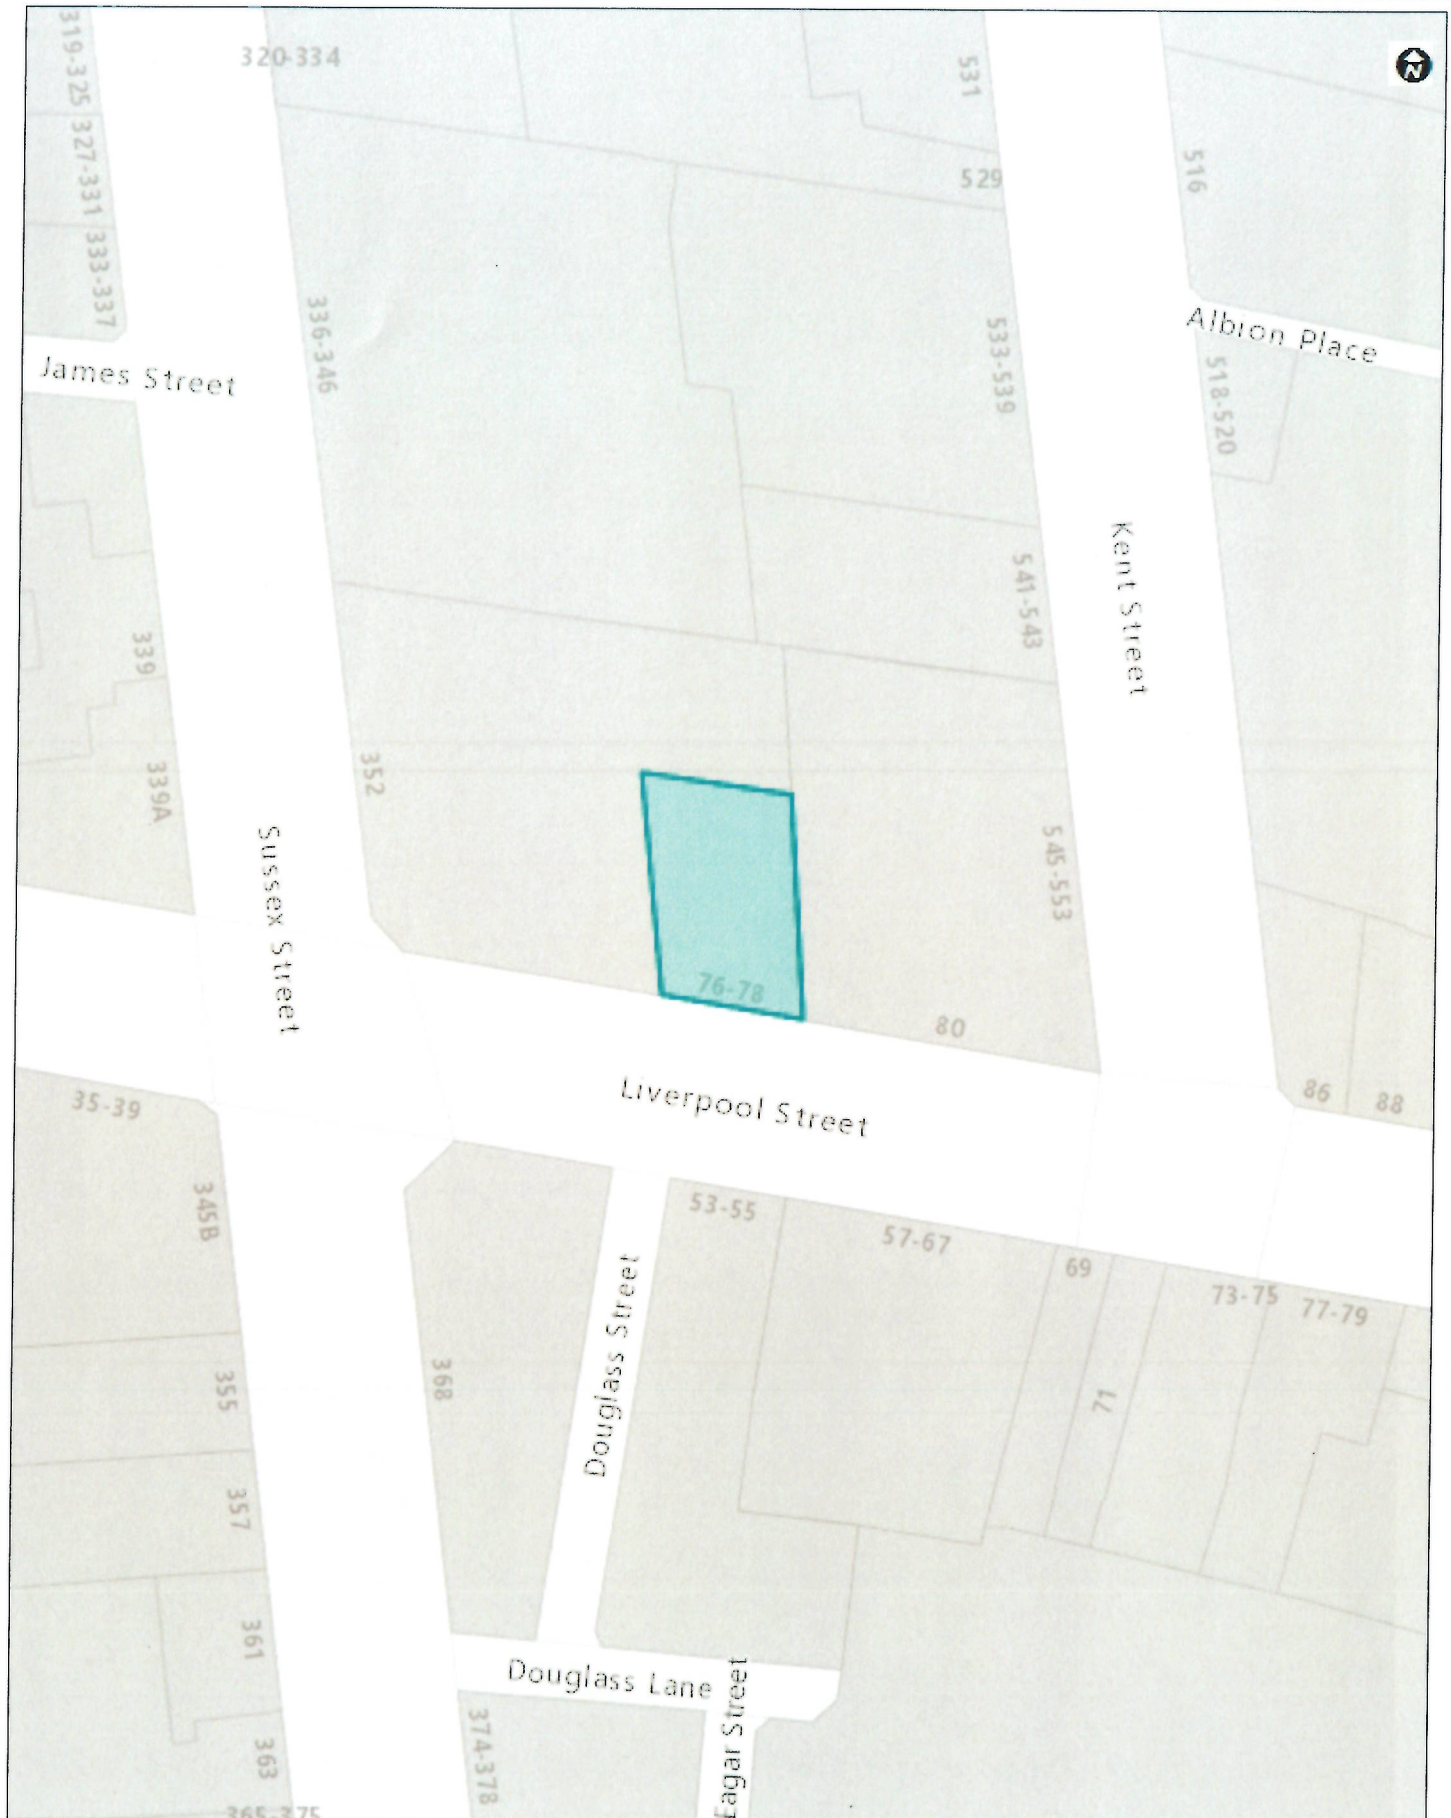 319-325
320-334
531
N
327-331
529
516
333-337
336-346
533-539
Albion Place
James Street
518-520
Kent Street
541-543
339
352
339A
545-553
Sussex Street
76-78
80
Liverpool Street
35-39
86
88
345B
53-55
57-67
69
73-75
77-79
Douglass Street
355
368
71
357
361
Douglass Lane
Eagar Street
363
374-378
365-375